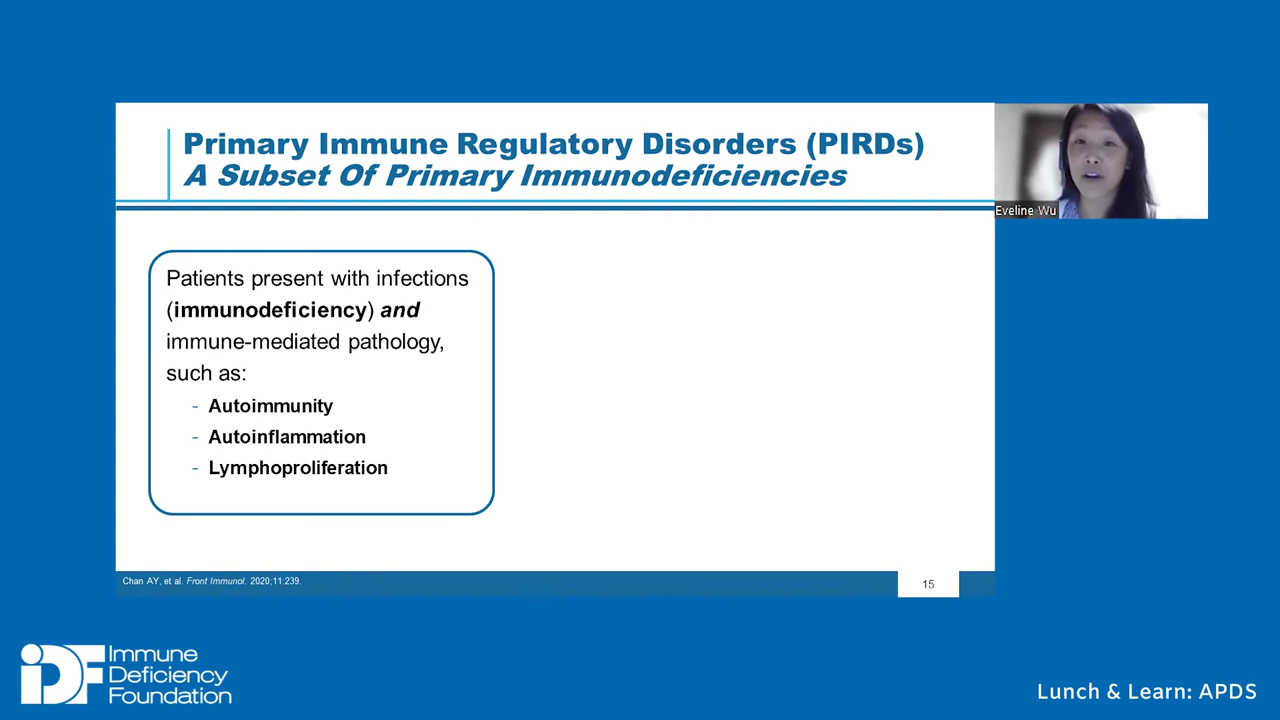 Primary Immune Regulatory Disorders (PIRDs)
A Subset Of Primary Immunodeficiencies
Eveline Wu
Patients present with infections
(immunodeficiency) and
immune-mediated pathology,
such as:
- Autoimmunity
- Autoinflammation
- Lymphoproliferation
Chan AY, et al. Front Immunol. 2020;11:239.
15
iDF
Immune
Deficiency
Foundation
Lunch & Learn: APDS